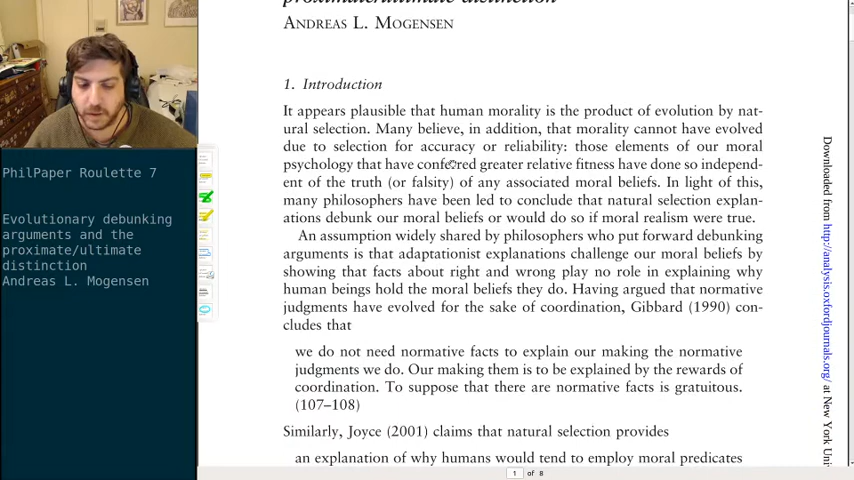 proximate/ultimate distinction
ANDREAS L. MOGENSEN
1. Introduction
It appears plausible that human morality is the product of evolution by nat-
ural selection. Many believe, in addition, that morality cannot have evolved
due to selection for accuracy or reliability: those elements of our moral
psychology that have conferred greater relative fitness have done so independ-
ent of the truth (or falsity) of any associated moral beliefs. In light of this,
many philosophers have been led to conclude that natural selection explan-
ations debunk our moral beliefs or would do so if moral realism were true.
An assumption widely shared by philosophers who put forward debunking
arguments is that adaptationist explanations challenge our moral beliefs by
showing that facts about right and wrong play no role in explaining why
human beings hold the moral beliefs they do. Having argued that normative
judgments have evolved for the sake of coordination, Gibbard (1990) con-
cludes that
we do not need normative facts to explain our making the normative
judgments we do. Our making them is to be explained by the rewards of
coordination. To suppose that there are normative facts is gratuitous.
(107–108)
Similarly, Joyce (2001) claims that natural selection provides
an explanation of why humans would tend to employ moral predicates
1 of 8
Downloaded from http://analysis.oxfordjournals.org/ at New York Uni
PhilPaper Roulette 7
Evolutionary debunking
arguments and the
proximate/ultimate
distinction
Andreas L. Mogensen